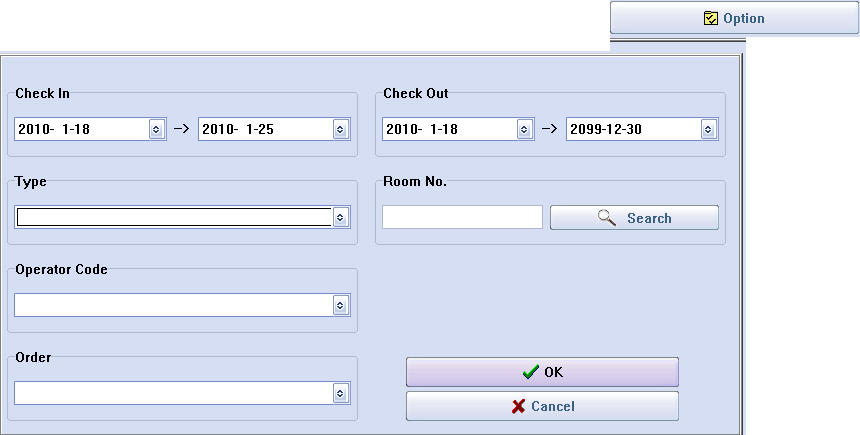 Option
Check In
2010- 1-18 –> 2010- 1-25
Check Out
2010- 1-18 –> 2099-12-30
Type
Room No.
Search
Operator Code
Order
OK
Cancel